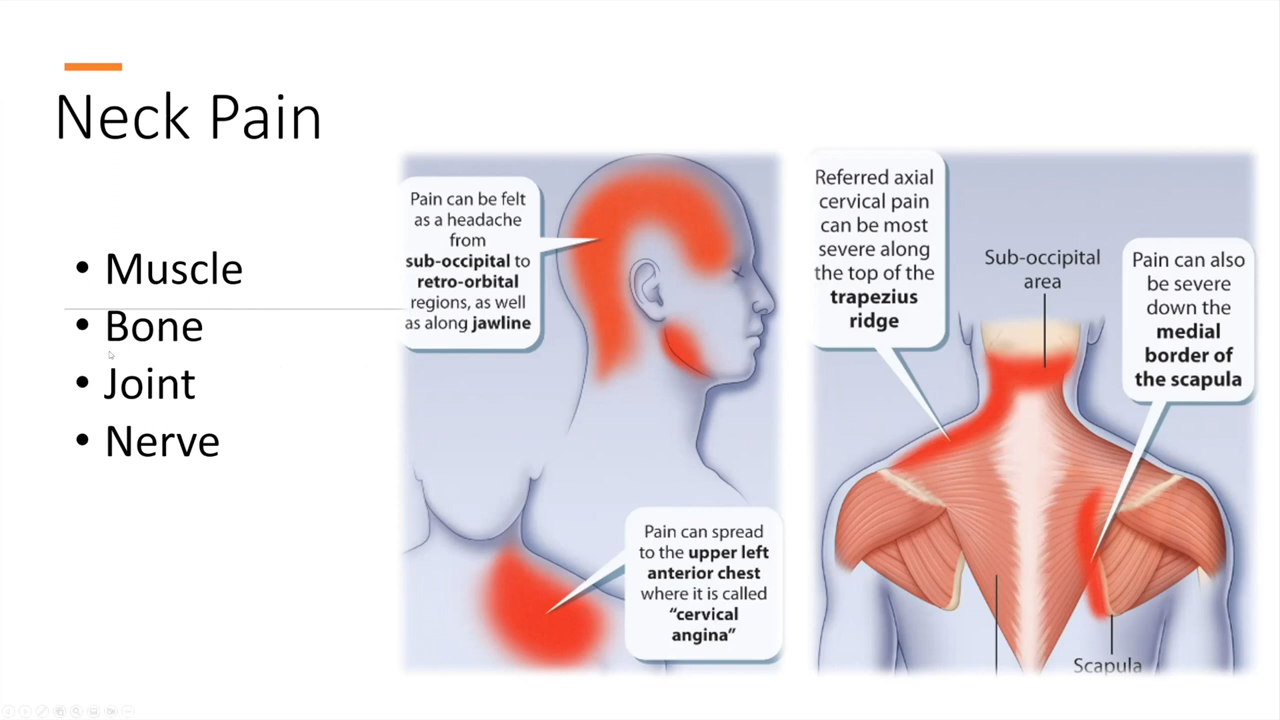 Neck Pain
• Muscle
• Bone
• Joint
• Nerve
Pain can be felt
as a headache
from
sub-occipital to
retro-orbital
regions, as well
as along jawline
Pain can spread
to the upper left
anterior chest
where it is called
“cervical
angina”
Referred axial
cervical pain
can be most
severe along
the top of the
trapezius
ridge
Sub-occipital
area
Pain can also
be severe
down the
medial
border of
the scapula
Scapula